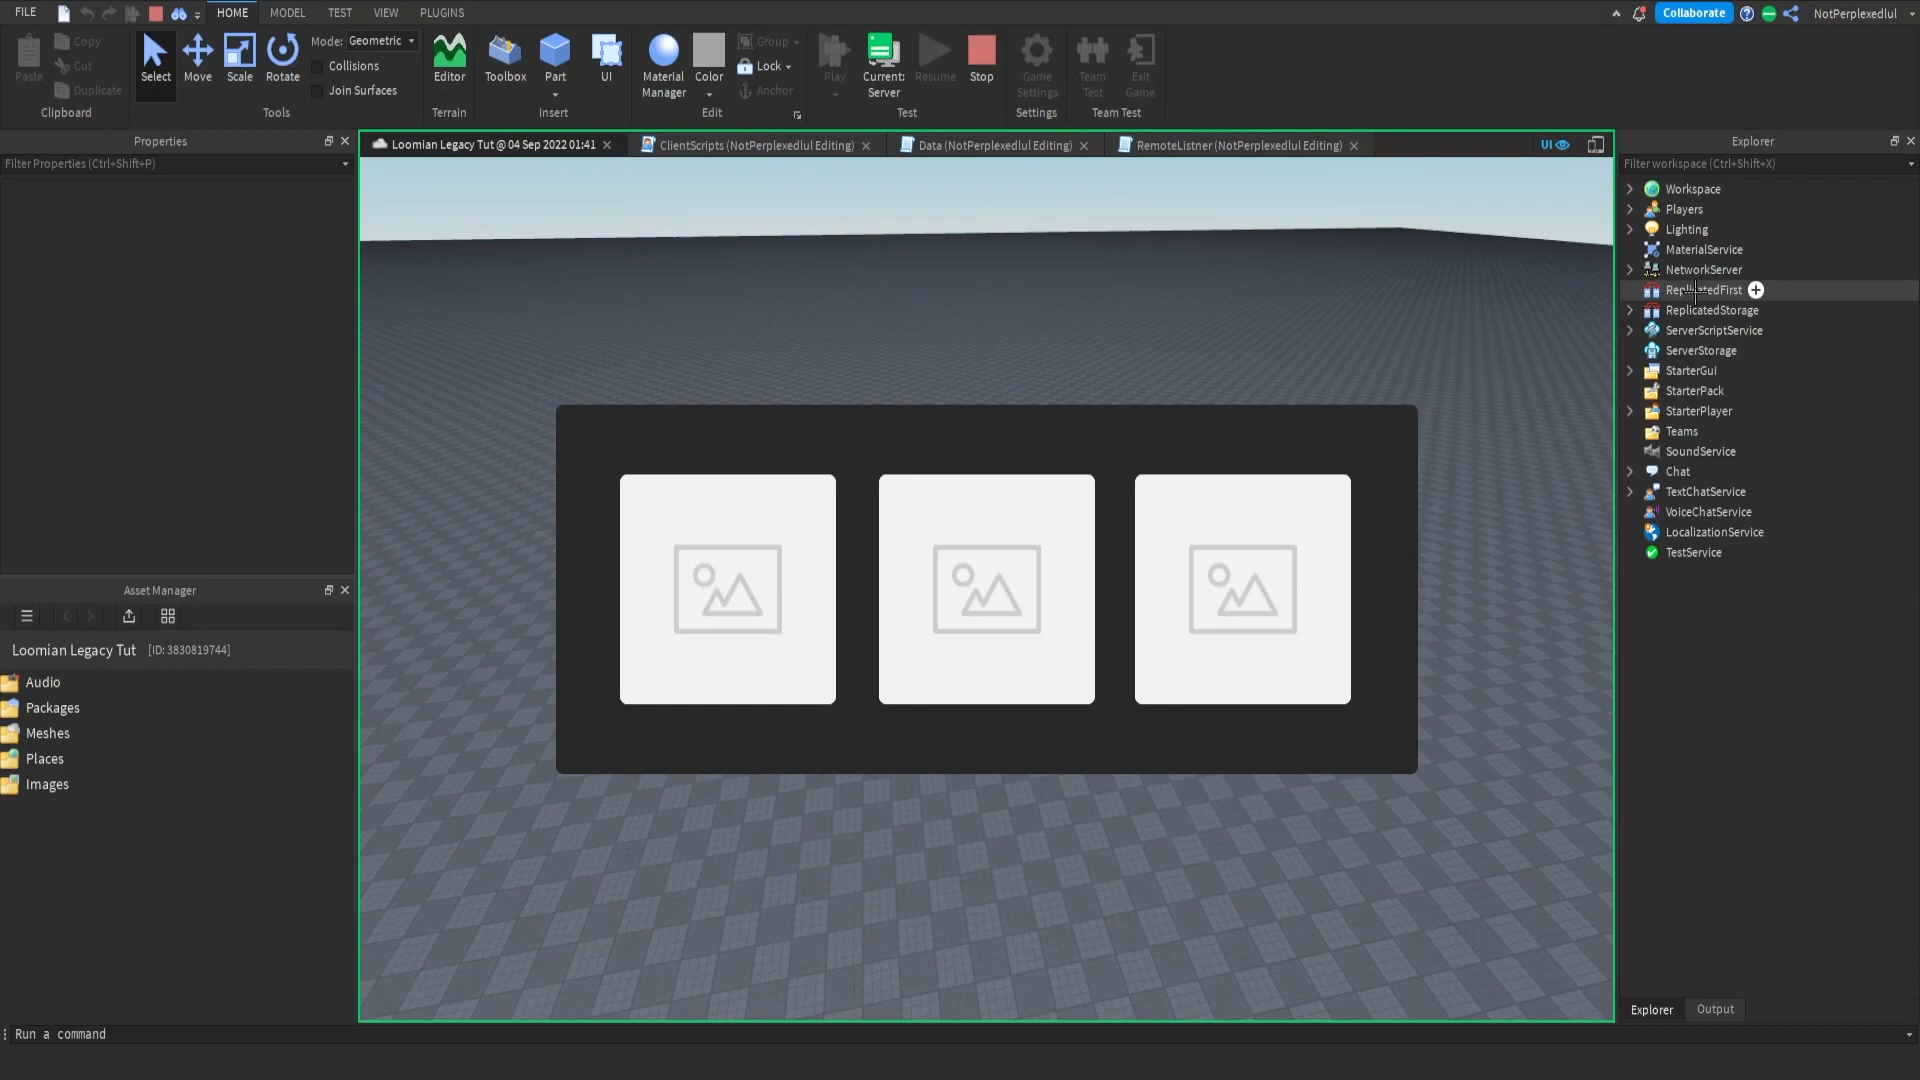 FILE
HOME
MODEL
TEST
VIEW
PLUGINS
Collaborate
NotPerplexedlul
Paste
Copy
Cut
Duplicate
Clipboard
Select
Move
Scale
Rotate
Mode: Geometric
Collisions
Join Surfaces
Tools
Editor
Terrain
Toolbox
Part
UI
Insert
Material
Manager
Color
Group
Lock
Anchor
Edit
Play
Current:
Server
Resume
Stop
Test
Game
Settings
Settings
Team
Test
Exit
Game
Team Test
Properties
Filter Properties (Ctrl+Shift+P)
Loomian Legacy Tut @ 04 Sep 2022 01:41
ClientScripts (NotPerplexedlul Editing)
Data (NotPerplexedlul Editing)
RemoteListner (NotPerplexedlul Editing)
UI
Explorer
Filter workspace (Ctrl+Shift+X)
Workspace
Players
Lighting
MaterialService
NetworkServer
ReplicatedFirst
ReplicatedStorage
ServerScriptService
ServerStorage
StarterGui
StarterPack
StarterPlayer
Teams
SoundService
Chat
TextChatService
VoiceChatService
LocalizationService
TestService
Asset Manager
Loomian Legacy Tut [ID: 3830819744]
Audio
Packages
Meshes
Places
Images
Explorer
Output
Run a command